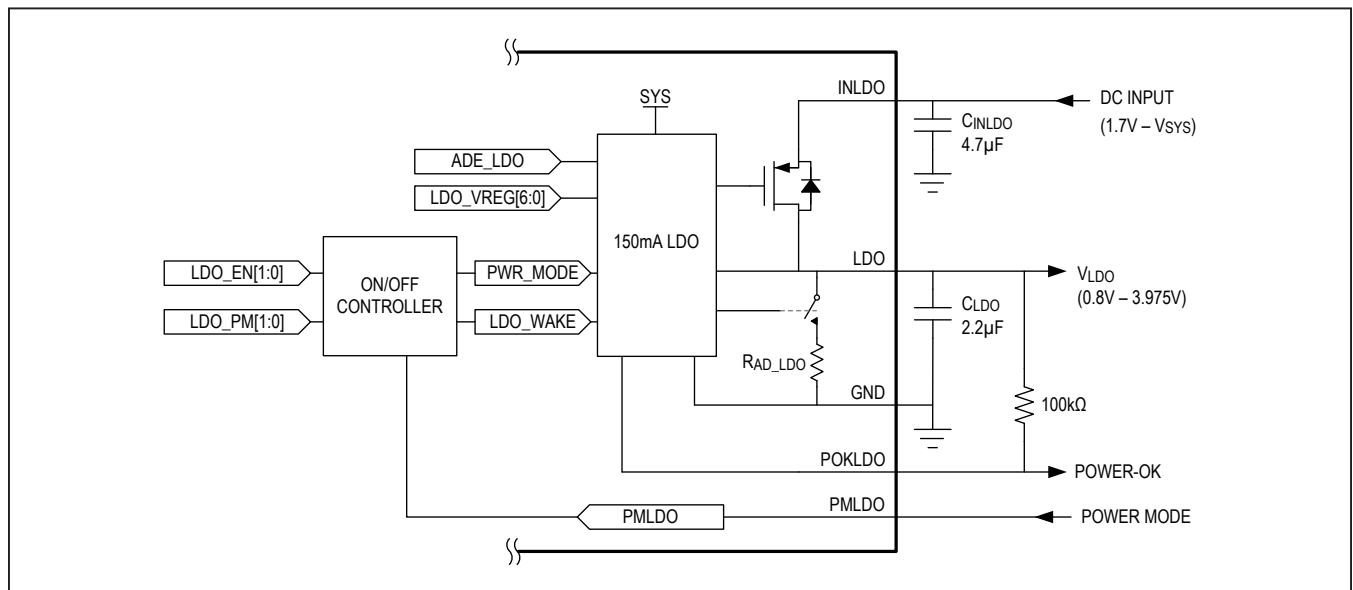 INLDO
DC INPUT
(1.7V – VSYS)
CINLDO
4.7µF
SYS
ADE_LDO
LDO_VREG[6:0]
150mA LDO
LDO
VLDO
(0.8V – 3.975V)
LDO_EN[1:0]
ON/OFF
CONTROLLER
PWR_MODE
LDO_PM[1:0]
LDO_WAKE
CLDO
2.2µF
RAD_LDO
GND
100kΩ
POKLDO
POWER-OK
PMLDO
PMLDO
POWER MODE